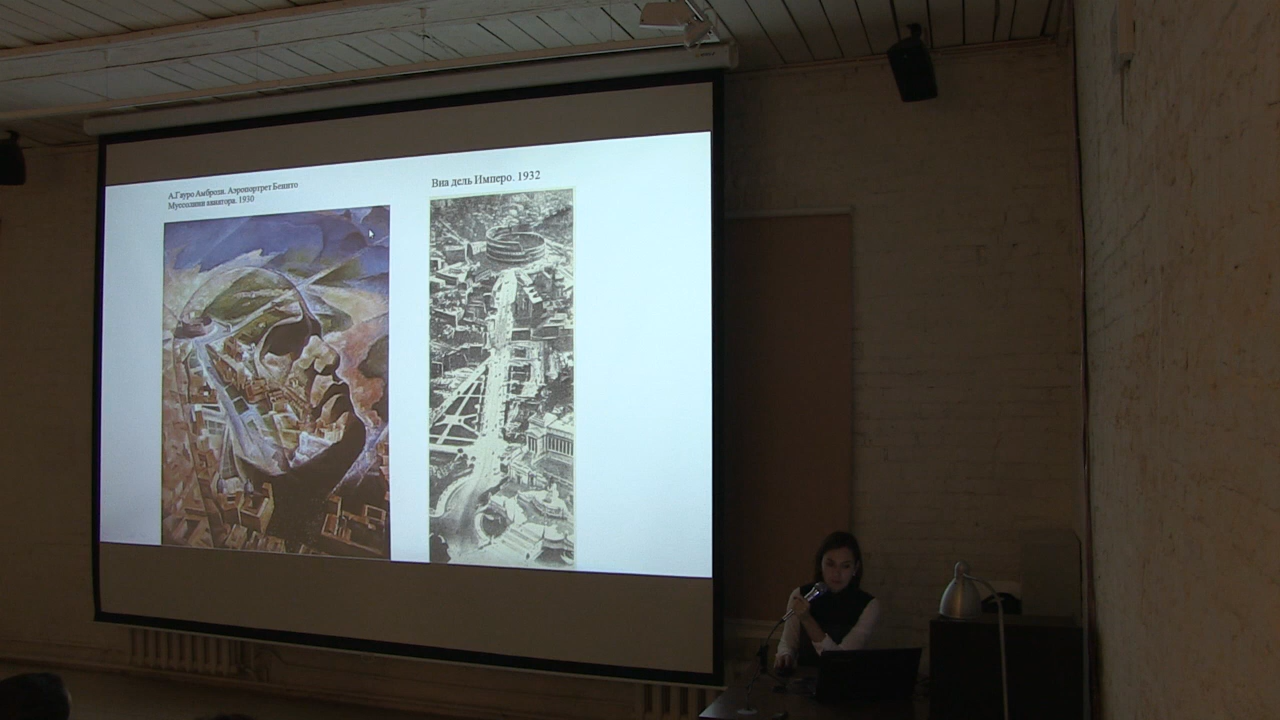 А.Гауро Амбрози. Аэропортрет Бенито
Муссолини авиатора. 1930
Виа дель Имперо. 1932